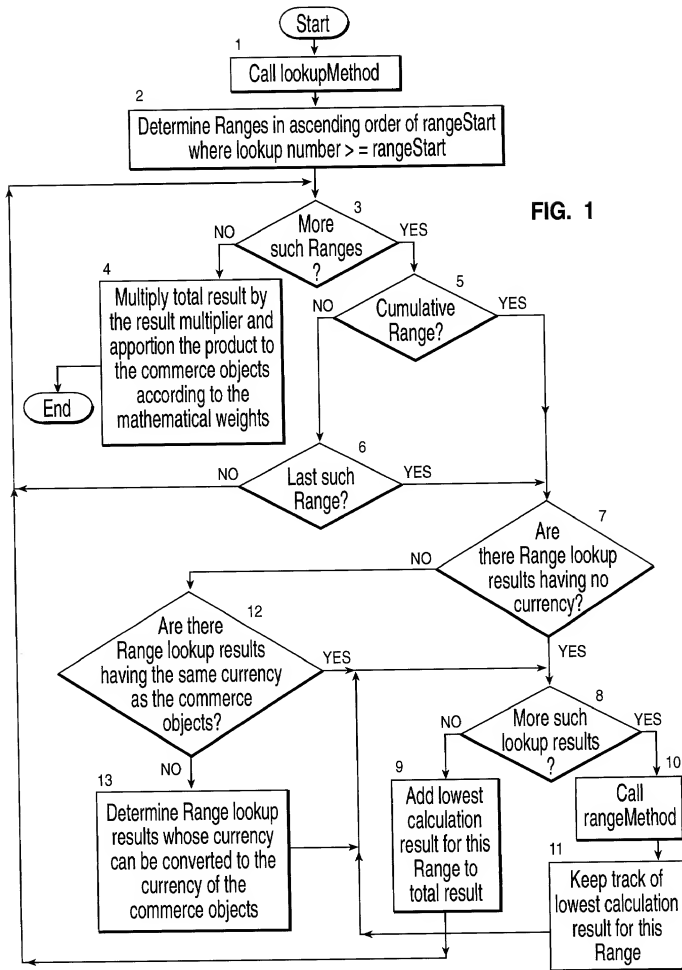 Start
1
Call lookupMethod
2
Determine Ranges in ascending order of rangeStart
where lookup number > = rangeStart
FIG. 1
3
NO
More
such Ranges
?
YES
4
Multiply total result by
the result multiplier and
apportion the product to
the commerce objects
according to the
mathematical weights
End
5
NO
Cumulative
Range?
YES
6
NO
Last such
Range?
YES
7
NO
Are
there Range lookup
results having no
currency?
YES
12
Are there
Range lookup results
having the same currency
as the commerce
objects?
YES
NO
8
NO
More such
lookup results
?
YES
13
Determine Range lookup
results whose currency
can be converted to the
currency of the
commerce objects
9
Add lowest
calculation
result for this
Range to
total result
10
Call
rangeMethod
11
Keep track of
lowest calculation
result for this
Range